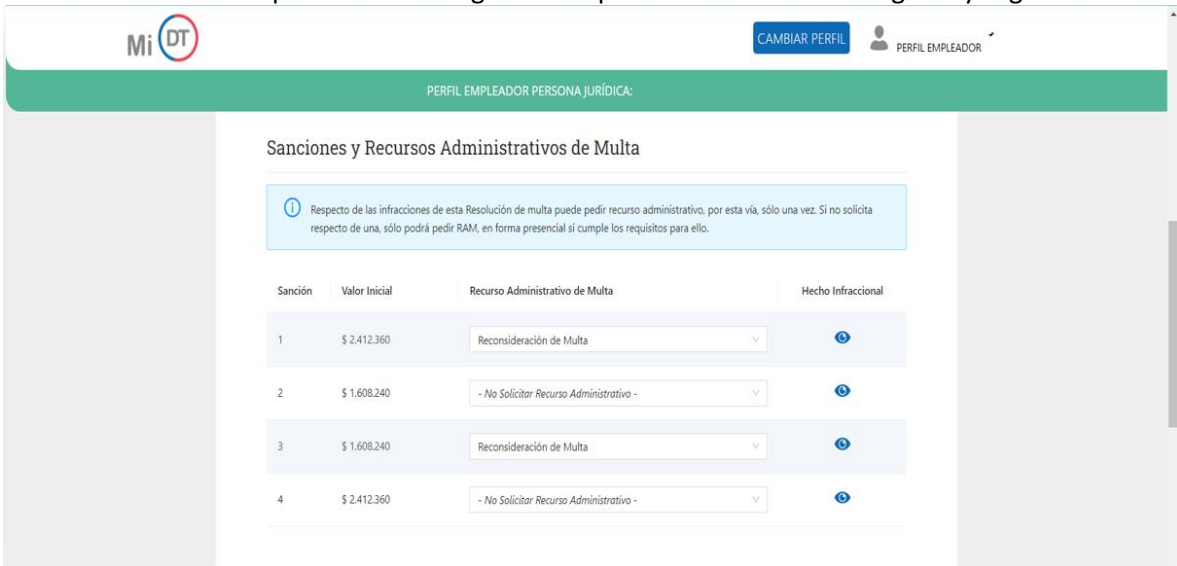 Mi DT
CAMBIAR PERFIL
PERFIL EMPLEADOR
PERFIL EMPLEADOR PERSONA JURÍDICA:
Sanciones y Recursos Administrativos de Multa
Respecto de las infracciones de esta Resolución de multa puede pedir recurso administrativo, por esta vía, sólo una vez. Si no solicita
respecto de una, sólo podrá pedir RAM, en forma presencial si cumple los requisitos para ello.
Sanción Valor Inicial Recurso Administrativo de Multa Hecho Infraccional
1 $ 2.412.360 Reconsideración de Multa
2 $ 1.608.240 - No Solicitar Recurso Administrativo -
3 $ 1.608.240 Reconsideración de Multa
4 $ 2.412.360 - No Solicitar Recurso Administrativo -